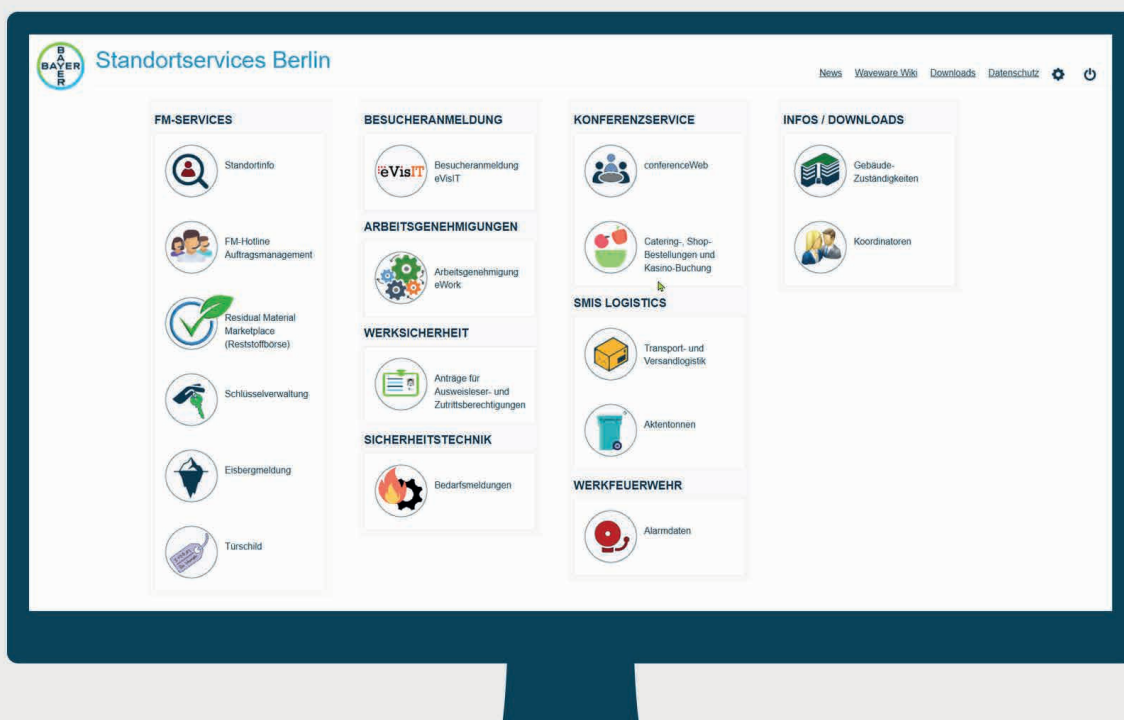 BAYER
BAYER
Standortservices Berlin
News Waveware Wiki Downloads Datenschutz
FM-SERVICES
Standortinfo
FM-Hotline
Auftragsmanagement
Residual Material
Marketplace
(Reststoffbörse)
Schlüsselverwaltung
Eisbergmeldung
Türschild
BESUCHERANMELDUNG
eVisIT
Besucheranmeldung
eVisIT
ARBEITSGENEHMIGUNGEN
Arbeitsgenehmigung
eWork
WERKSICHERHEIT
Anträge für
Ausweisleser- und
Zutrittsberechtigungen
SICHERHEITSTECHNIK
Bedarfsmeldungen
KONFERENZSERVICE
conferenceWeb
Catering-, Shop-
Bestellungen und
Kasino-Buchung
SMIS LOGISTICS
Transport- und
Versandlogistik
Aktentonnen
WERKFEUERWEHR
Alarmdaten
INFOS / DOWNLOADS
Gebäude-
Zuständigkeiten
Koordinatoren